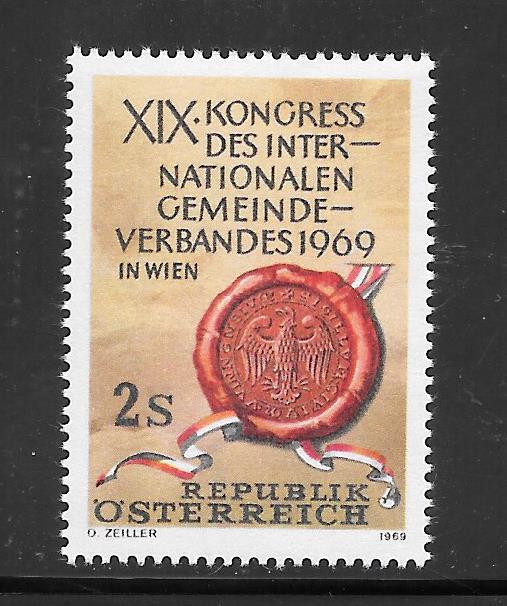 XIX. KONGRESS
DES INTER–
NATIONALEN
GEMEINDE–
VERBANDES 1969
IN WIEN
2S
REPUBLIK
ÖSTERREICH
O. ZEILLER
1969